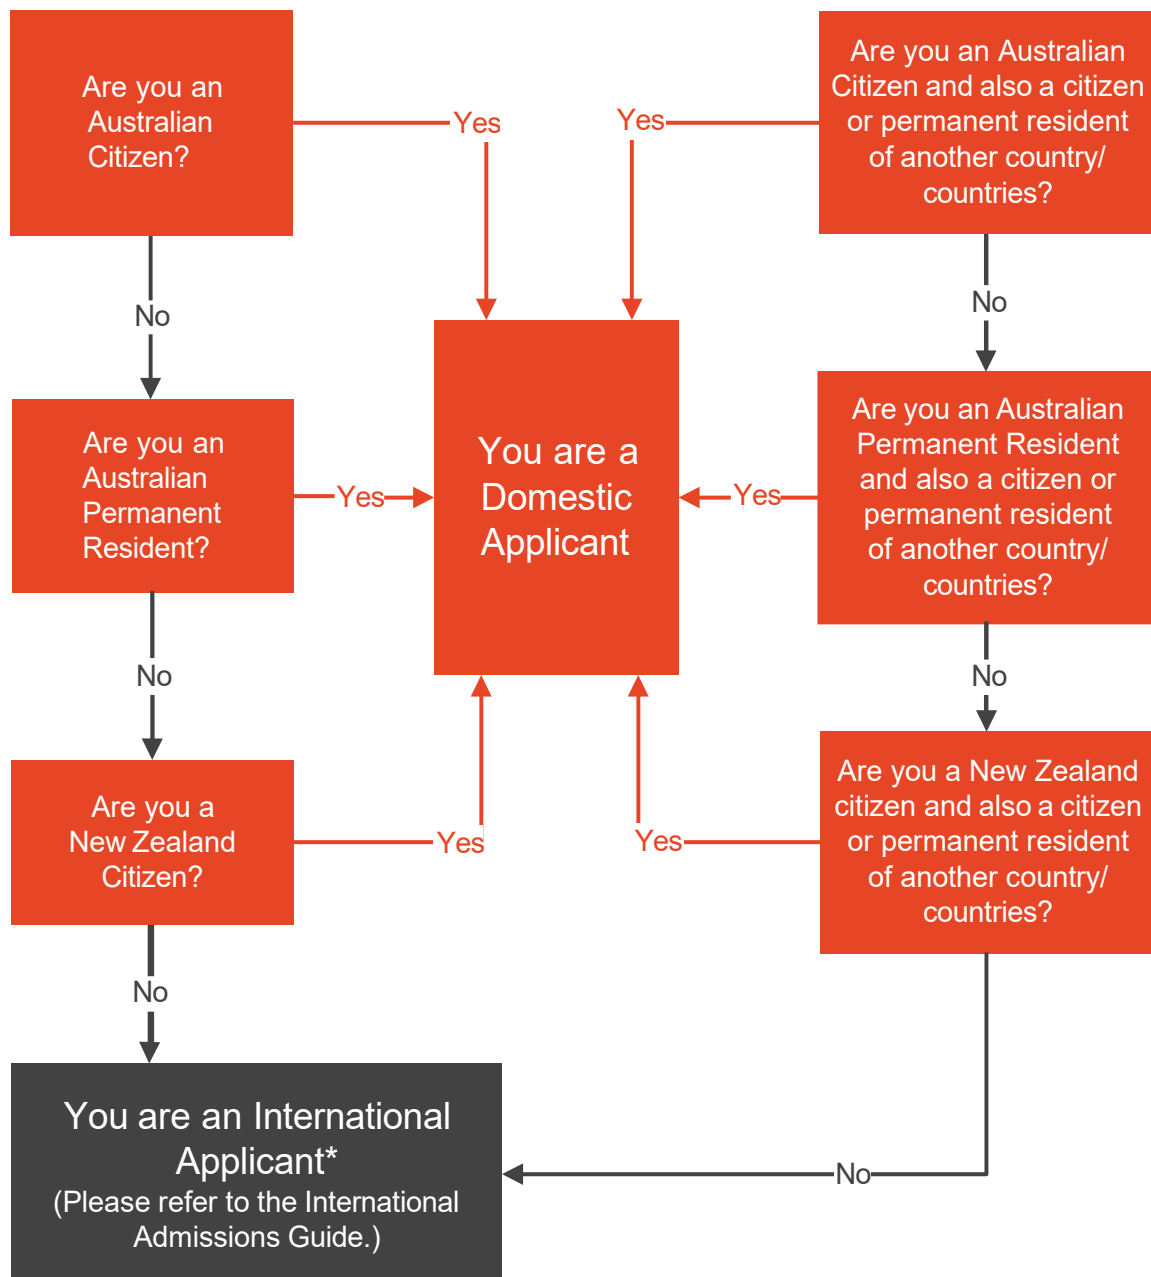 Are you an
Australian
Citizen?
Yes
No
Are you an
Australian
Permanent
Resident?
Yes
No
Are you a
New Zealand
Citizen?
Yes
No
You are a
Domestic
Applicant
Are you an Australian
Citizen and also a citizen
or permanent resident
of another country/
countries?
Yes
No
Are you an Australian
Permanent Resident
and also a citizen or
permanent resident
of another country/
countries?
Yes
No
Are you a New Zealand
citizen and also a citizen
or permanent resident
of another country/
countries?
Yes
No
You are an International
Applicant*
(Please refer to the International
Admissions Guide.)